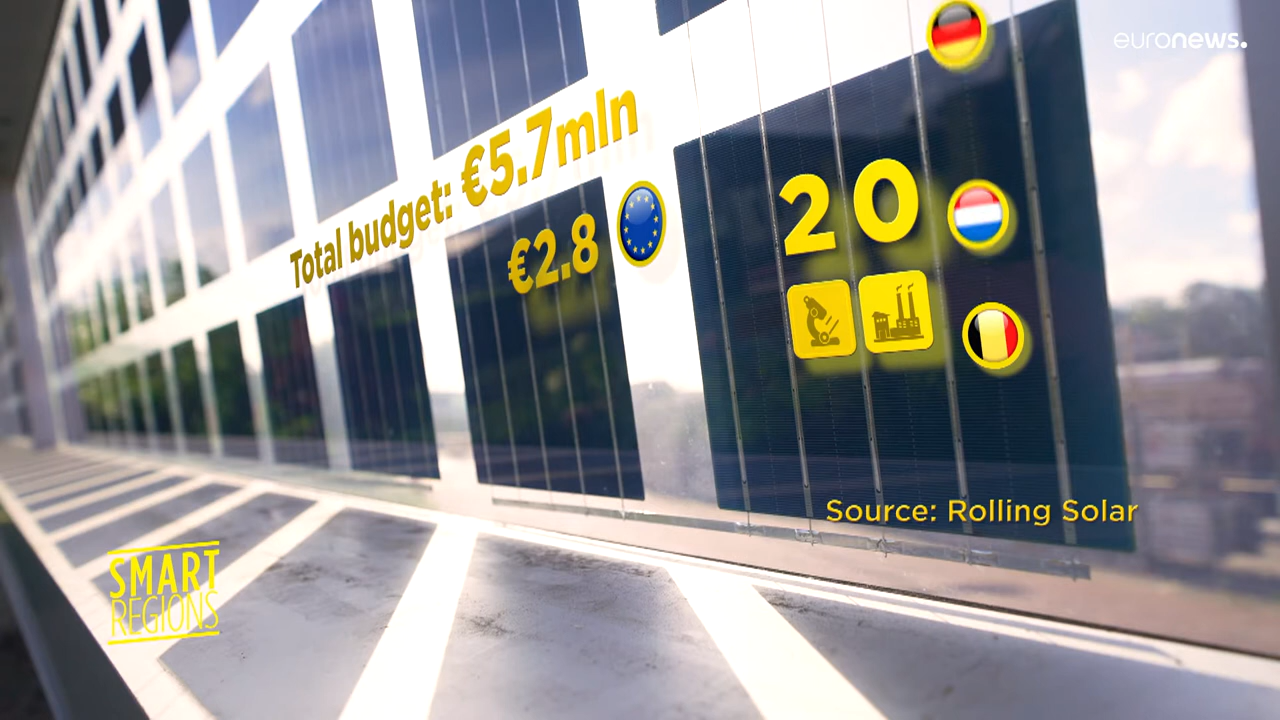 euronews.
Total budget: €5.7mln
€2.8
20
Source: Rolling Solar
SMART
REGIONS